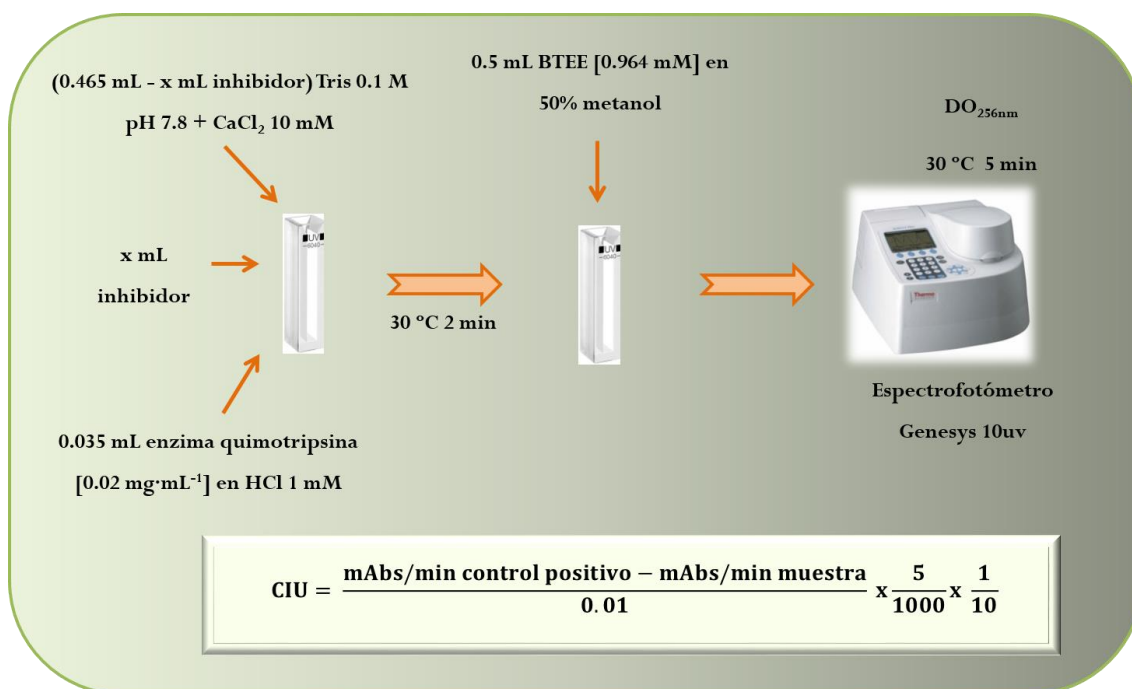 (0.465 mL - x mL inhibidor) Tris 0.1 M
pH 7.8 + CaCl₂ 10 mM
0.5 mL BTEE [0.964 mM] en
50% metanol
DO₂₅₆ₙₘ
30 °C 5 min
x mL
inhibidor
UV
30 °C 2 min
UV
Thermo
0.035 mL enzima quimotripsina
[0.02 mg·mL⁻¹] en HCl 1 mM
Espectrofotómetro
Genesys 10uv
CIU = (mAbs/min control positivo − mAbs/min muestra)/0.01 x 5/1000 x 1/10